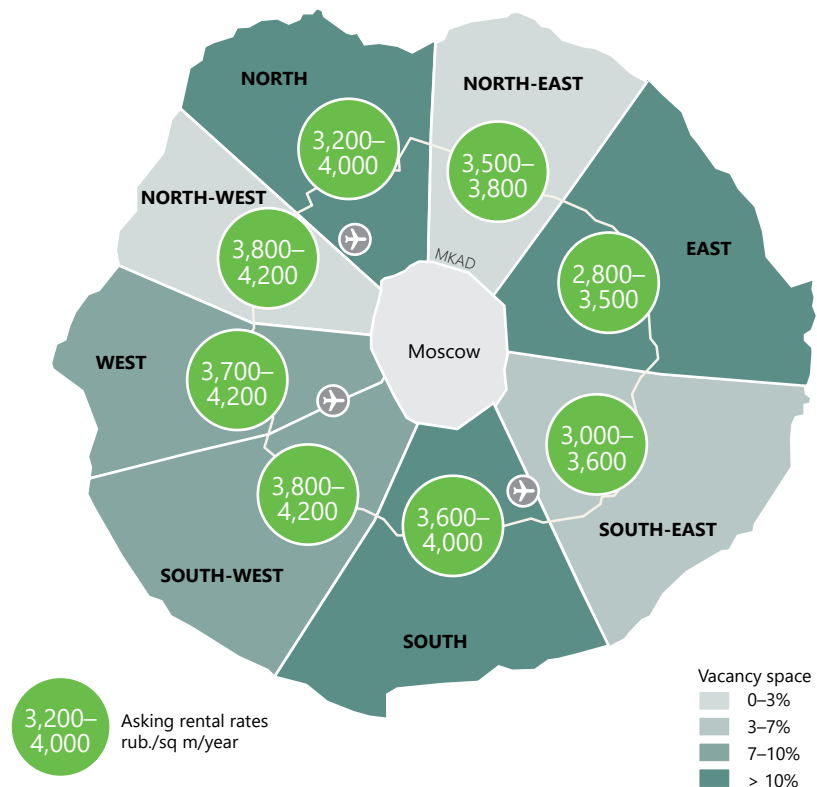 NORTH
NORTH-EAST
3,200–
4,000
3,500–
3,800
NORTH-WEST
3,800–
4,200
MKAD
EAST
2,800–
3,500
Moscow
WEST
3,700–
4,200
3,000–
3,600
3,800–
4,200
3,600–
4,000
SOUTH-EAST
SOUTH-WEST
SOUTH
3,200–
4,000
Asking rental rates
rub./sq m/year
Vacancy space
0–3%
3–7%
7–10%
> 10%